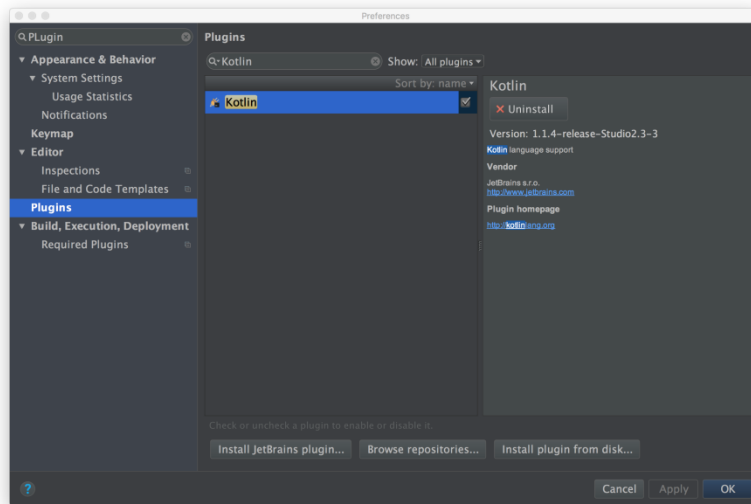 Preferences
PLugin
Appearance & Behavior
System Settings
Usage Statistics
Notifications
Keymap
Editor
Inspections
File and Code Templates
Plugins
Build, Execution, Deployment
Required Plugins
Plugins
Kotlin
Show: All plugins
Sort by: name
Kotlin
Check or uncheck a plugin to enable or disable it.
Install JetBrains plugin...
Browse repositories...
Install plugin from disk...
Kotlin
Uninstall
Version: 1.1.4-release-Studio2.3-3
Kotlin language support
Vendor
JetBrains s.r.o.
http://www.jetbrains.com
Plugin homepage
http://kotlinlang.org
?
Cancel
Apply
OK